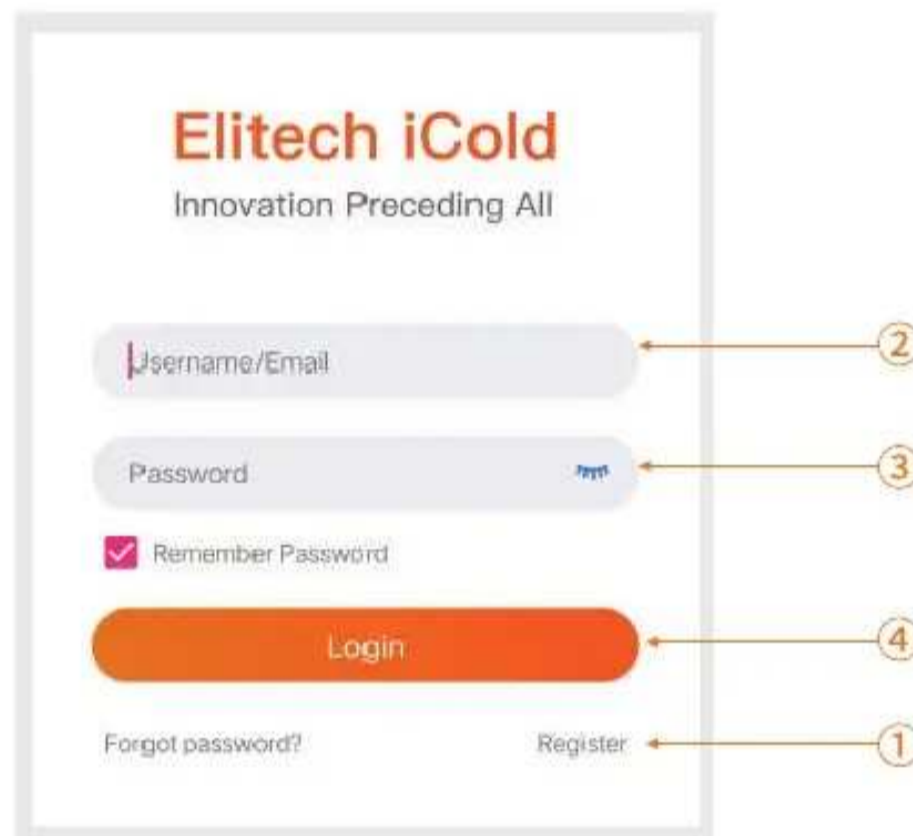 Elitech iCold
Innovation Preceding All
Username/Email
②
Password
③
Remember Password
Login
④
Forgot password?
Register
①